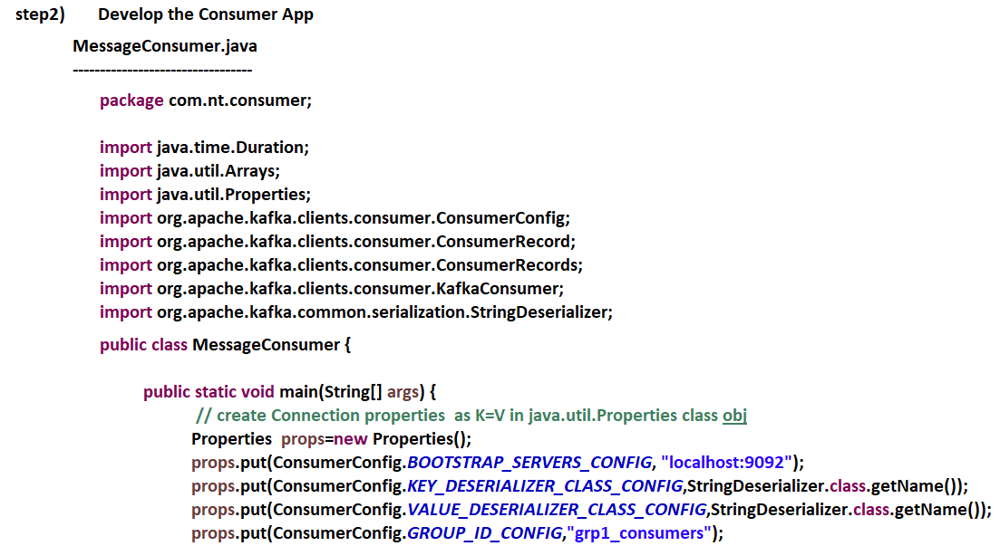 step2) Develop the Consumer App
MessageConsumer.java
---------------------------------
package com.nt.consumer;
import java.time.Duration;
import java.util.Arrays;
import java.util.Properties;
import org.apache.kafka.clients.consumer.ConsumerConfig;
import org.apache.kafka.clients.consumer.ConsumerRecord;
import org.apache.kafka.clients.consumer.ConsumerRecords;
import org.apache.kafka.clients.consumer.KafkaConsumer;
import org.apache.kafka.common.serialization.StringDeserializer;
public class MessageConsumer {
public static void main(String[] args) {
// create Connection properties as K=V in java.util.Properties class obj
Properties props=new Properties();
props.put(ConsumerConfig.BOOTSTRAP_SERVERS_CONFIG, "localhost:9092");
props.put(ConsumerConfig.KEY_DESERIALIZER_CLASS_CONFIG,StringDeserializer.class.getName());
props.put(ConsumerConfig.VALUE_DESERIALIZER_CLASS_CONFIG,StringDeserializer.class.getName());
props.put(ConsumerConfig.GROUP_ID_CONFIG,"grp1_consumers");